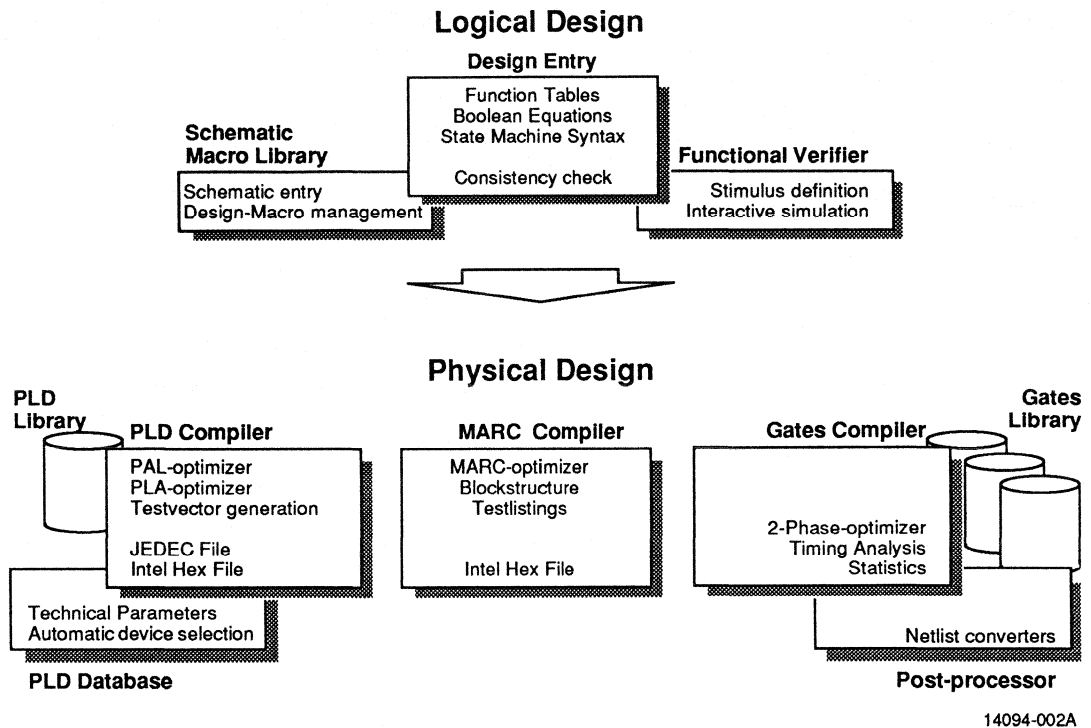 Logical Design
Design Entry
Function Tables
Boolean Equations
State Machine Syntax
Consistency check
Schematic
Macro Library
Schematic entry
Design-Macro management
Functional Verifier
Stimulus definition
Interactive simulation
Physical Design
PLD
Library
PLD Compiler
PAL-optimizer
PLA-optimizer
Testvector generation
JEDEC File
Intel Hex File
Technical Parameters
Automatic device selection
PLD Database
MARC Compiler
MARC-optimizer
Blockstructure
Testlistings
Intel Hex File
Gates
Library
Gates Compiler
2-Phase-optimizer
Timing Analysis
Statistics
Netlist converters
Post-processor
14094-002A